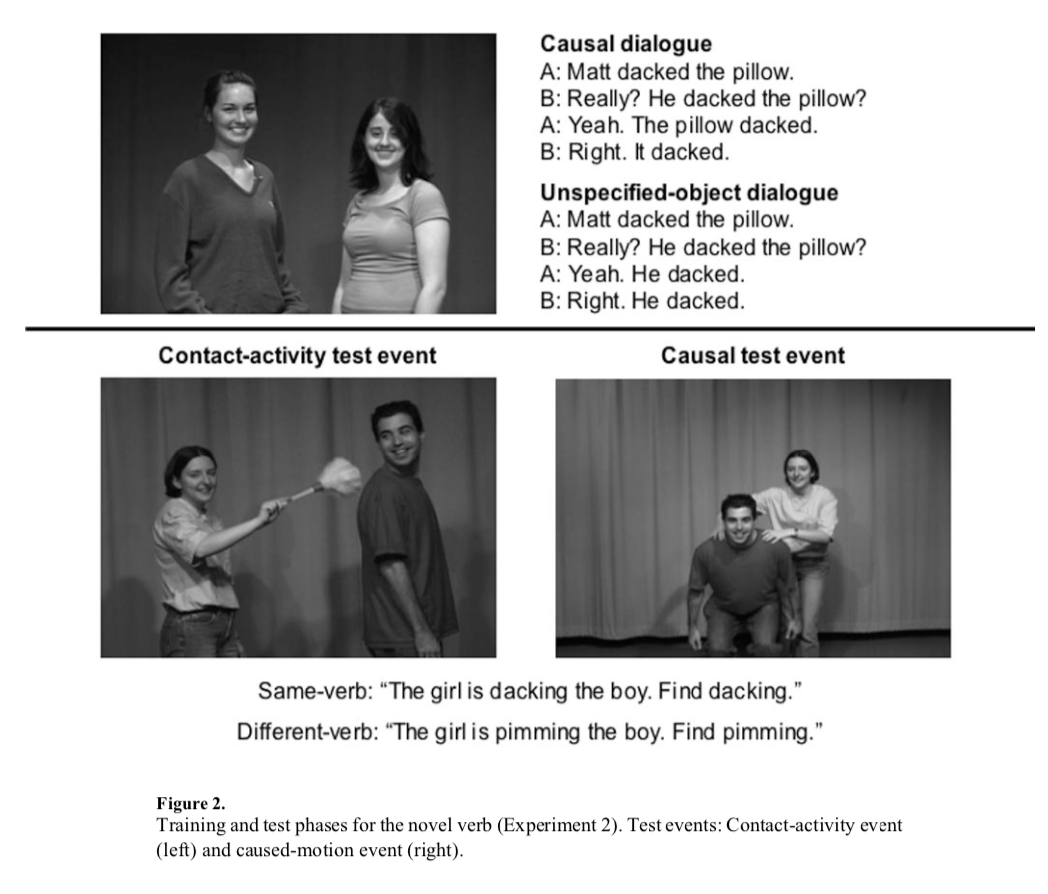 Causal dialogue
A: Matt dacked the pillow.
B: Really? He dacked the pillow?
A: Yeah. The pillow dacked.
B: Right. It dacked.
Unspecified-object dialogue
A: Matt dacked the pillow.
B: Really? He dacked the pillow?
A: Yeah. He dacked.
B: Right. He dacked.
Contact-activity test event
Causal test event
Same-verb: “The girl is dacking the boy. Find dacking.”
Different-verb: “The girl is pimming the boy. Find pimming.”
Figure 2.
Training and test phases for the novel verb (Experiment 2). Test events: Contact-activity event
(left) and caused-motion event (right).